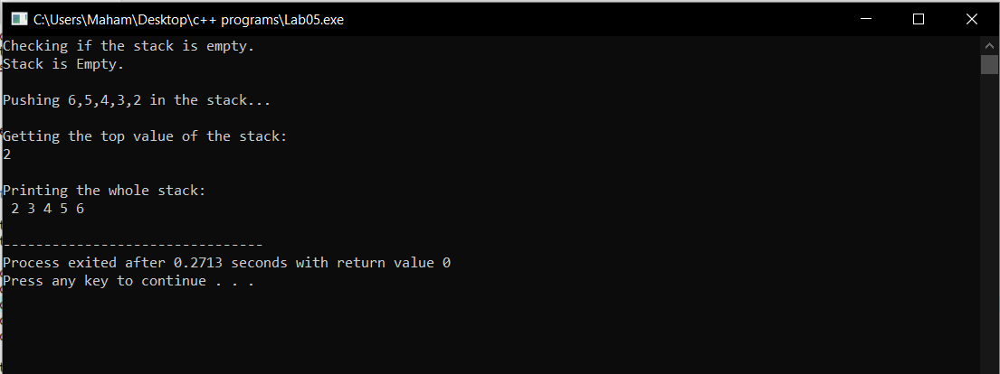 C:\Users\Maham\Desktop\c++ programs\Lab05.exe
Checking if the stack is empty.
Stack is Empty.
Pushing 6,5,4,3,2 in the stack...
Getting the top value of the stack:
2
Printing the whole stack:
2 3 4 5 6
--------------------------------
Process exited after 0.2713 seconds with return value 0
Press any key to continue . . .